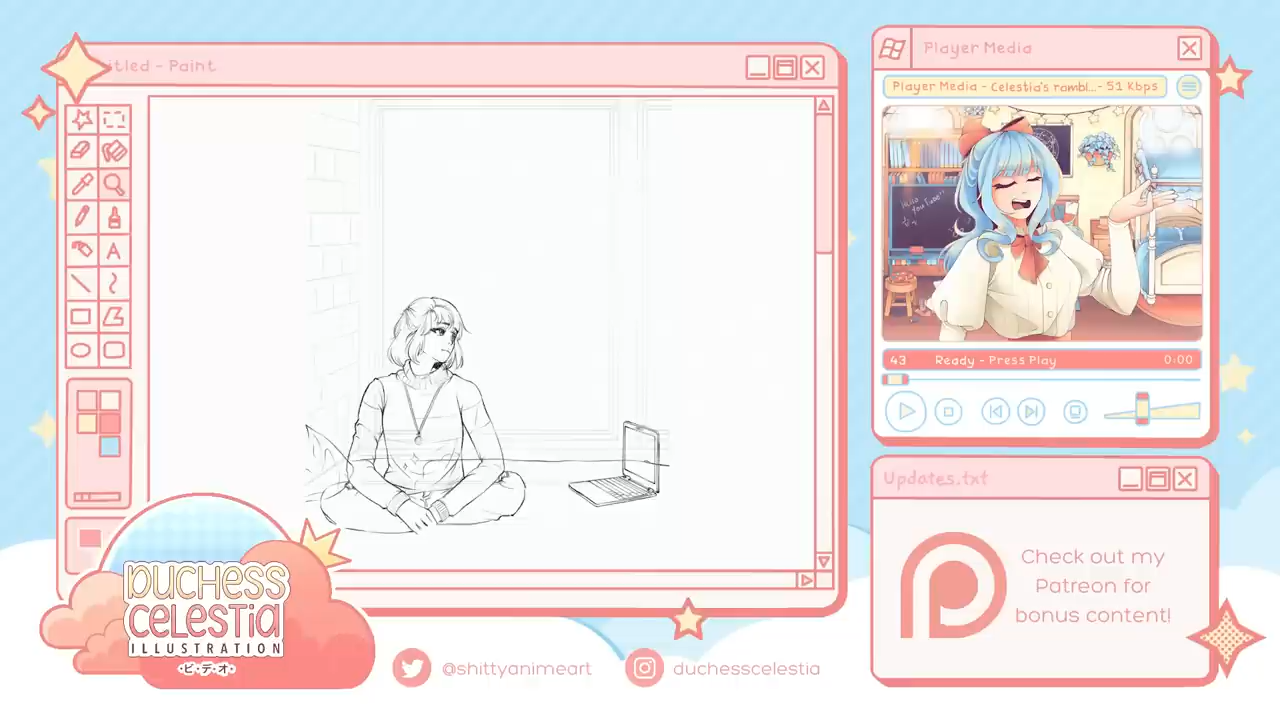 titled - Paint
A
DUCHESS
CELESTIA
ILLUSTRATION
·ビ·デ·オ·
@shittyanimeart
duchesscelestia
Player Media
Player Media - Celestia's rambl...- 51 Kbps
Hello
43 Ready - Press Play 0:00
Updates.txt
Check out my
Patreon for
bonus content!